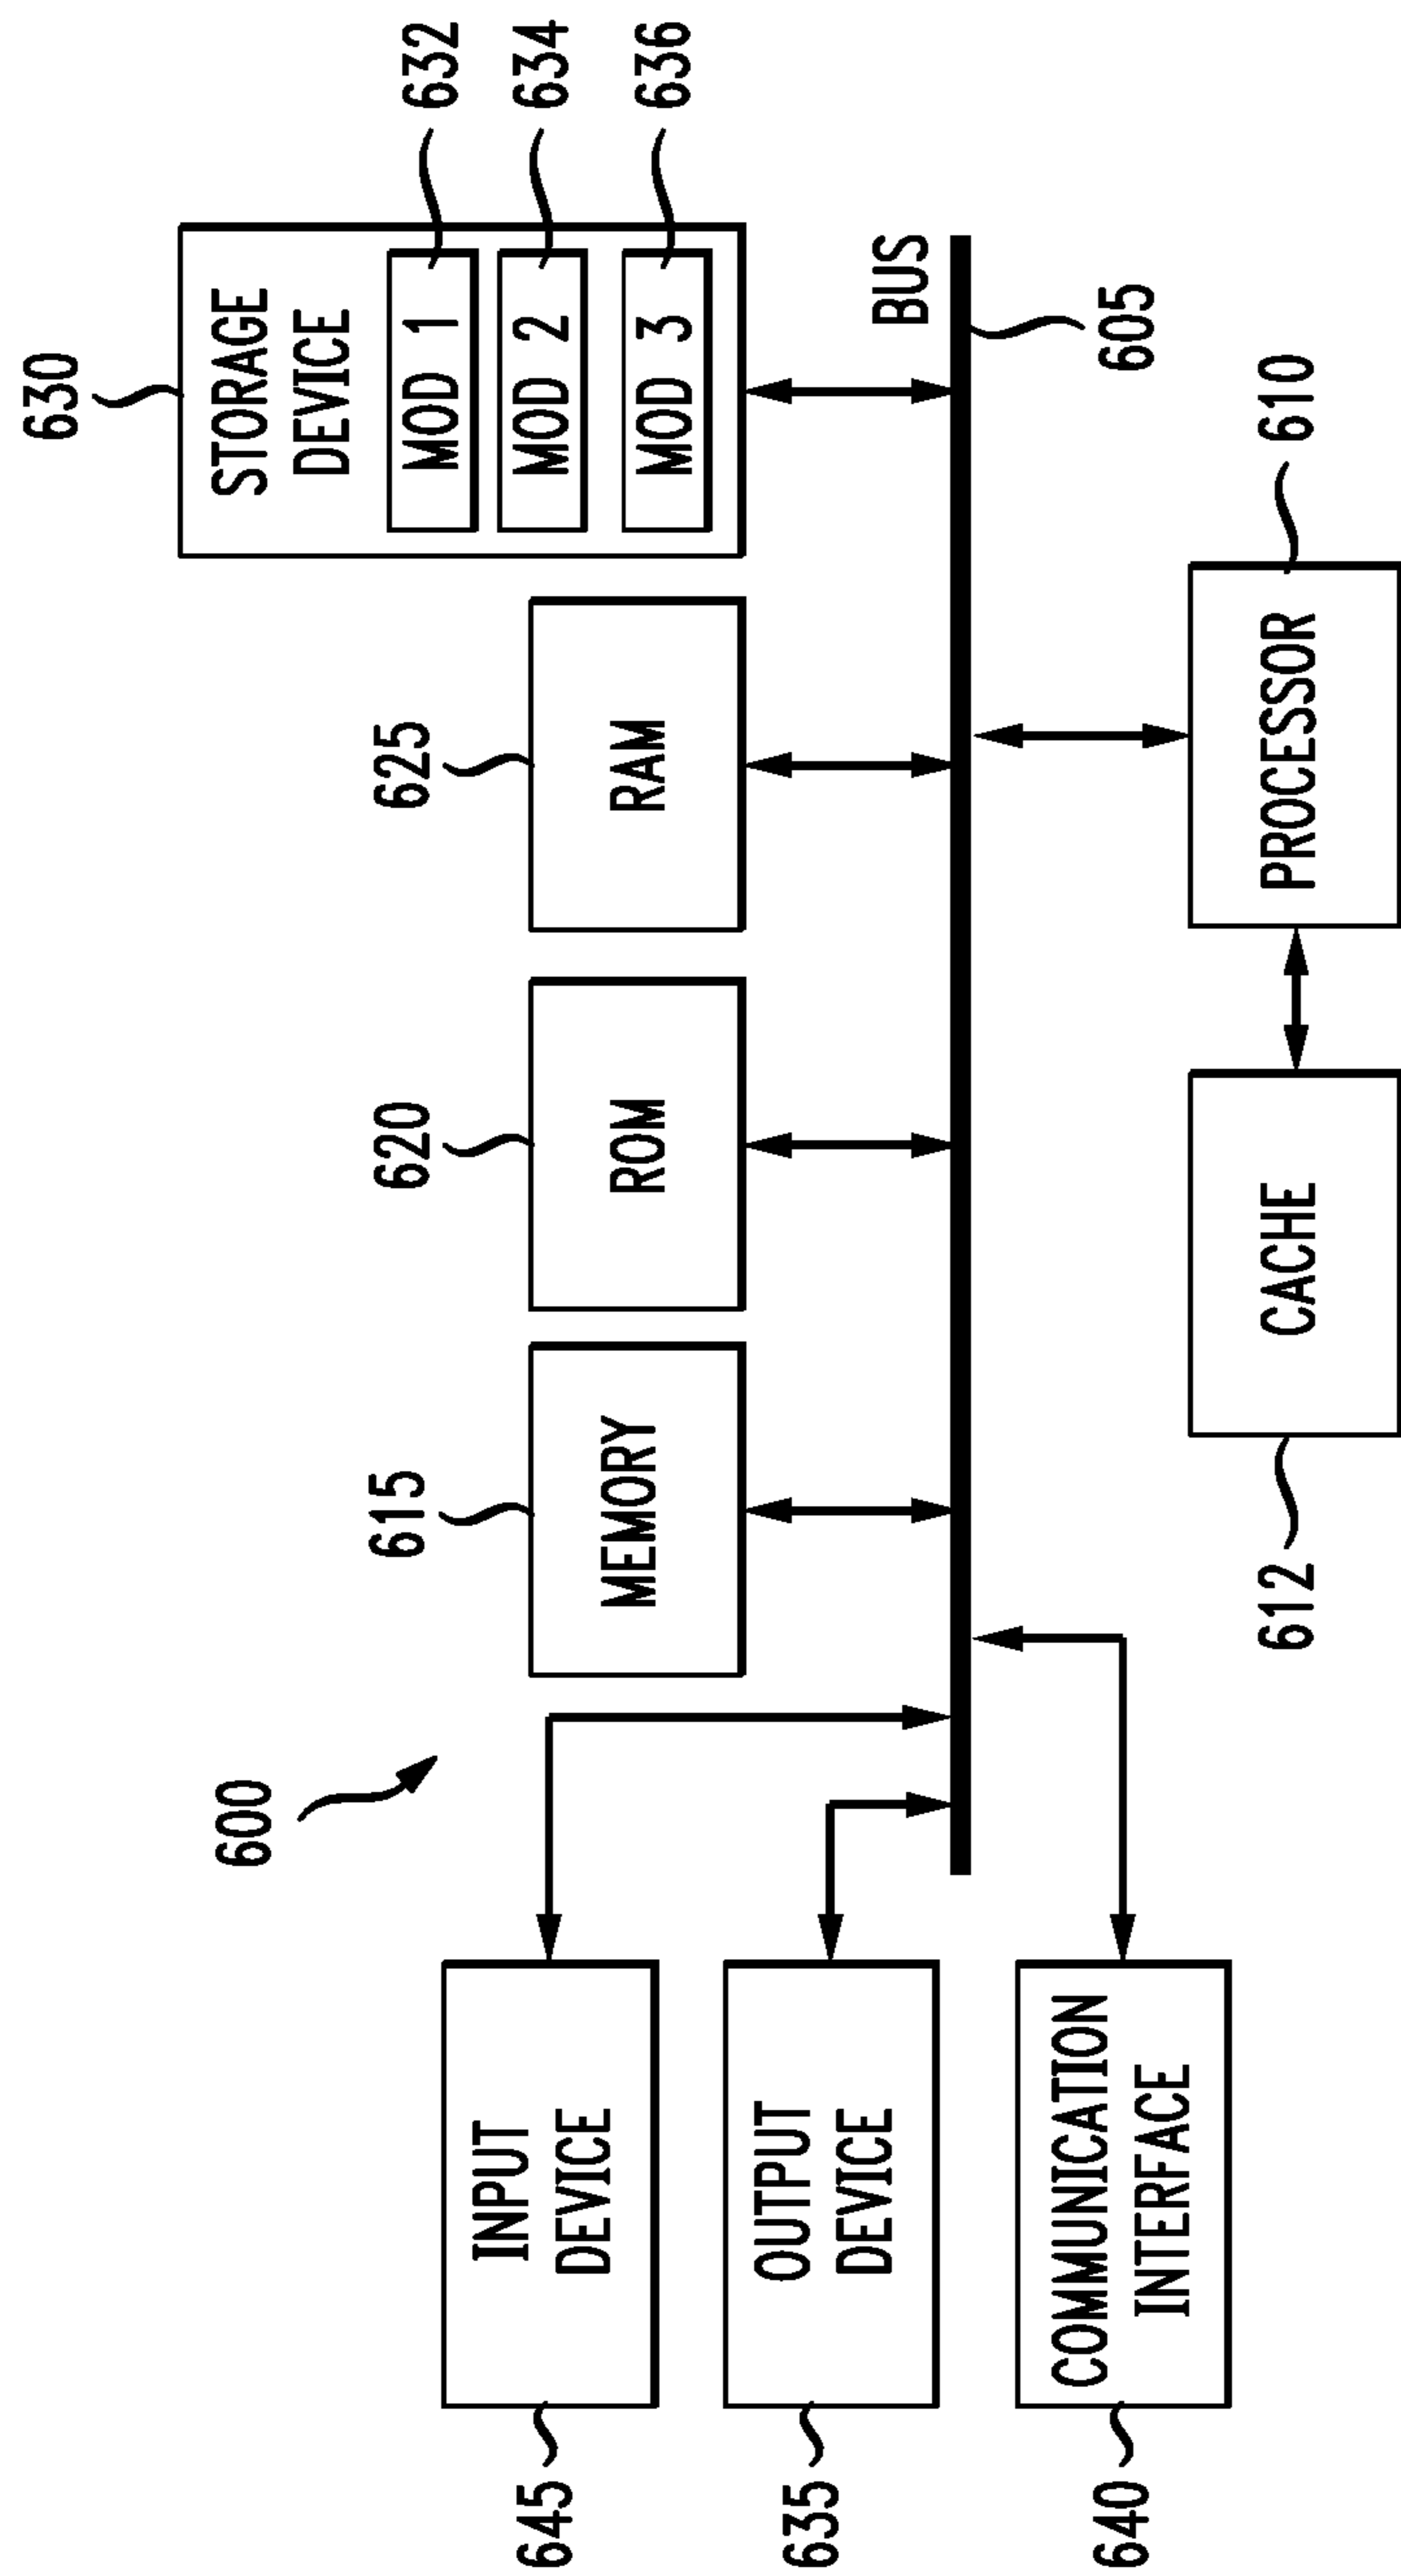 630
STORAGE
DEVICE
MOD 1
632
MOD 2
634
MOD 3
636
625
RAM
620
ROM
615
MEMORY
600
BUS
605
645
INPUT
DEVICE
635
OUTPUT
DEVICE
640
COMMUNICATION
INTERFACE
612
CACHE
PROCESSOR
610